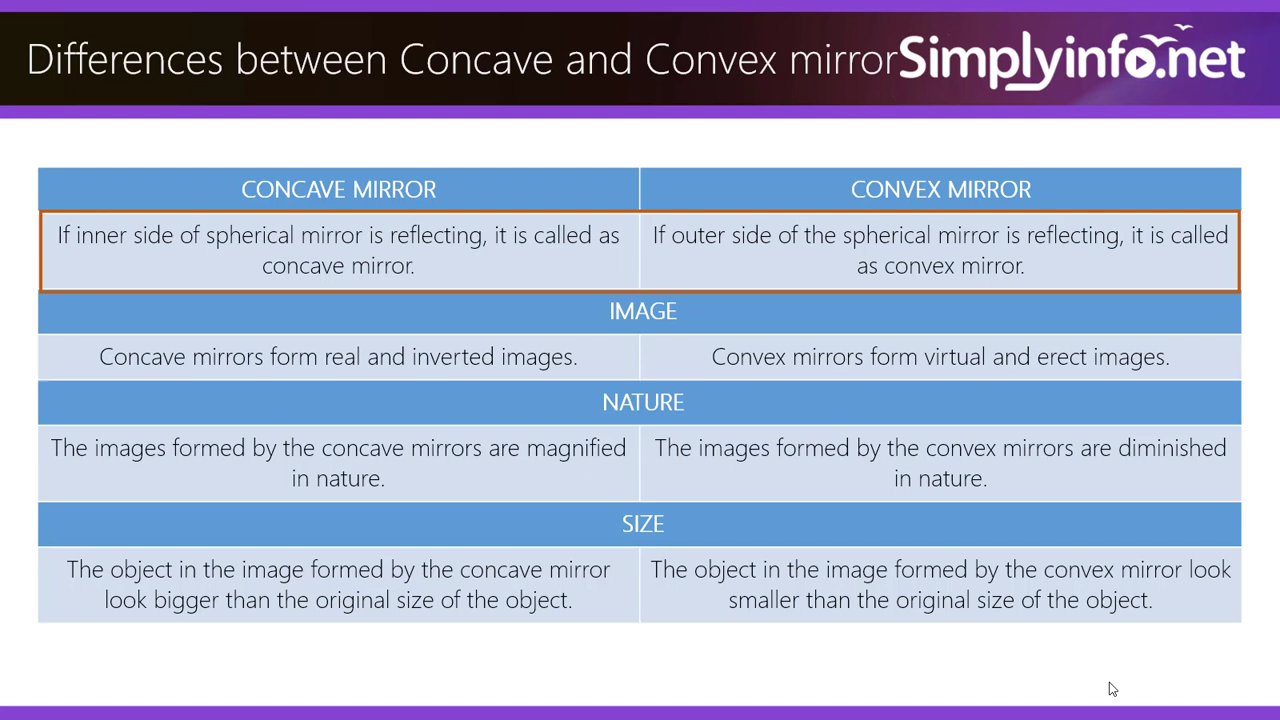 Differences between Concave and Convex mirror
Simplyinfo.net
CONCAVE MIRROR
CONVEX MIRROR
If inner side of spherical mirror is reflecting, it is called as
concave mirror.
If outer side of the spherical mirror is reflecting, it is called
as convex mirror.
IMAGE
Concave mirrors form real and inverted images.
Convex mirrors form virtual and erect images.
NATURE
The images formed by the concave mirrors are magnified
in nature.
The images formed by the convex mirrors are diminished
in nature.
SIZE
The object in the image formed by the concave mirror
look bigger than the original size of the object.
The object in the image formed by the convex mirror look
smaller than the original size of the object.